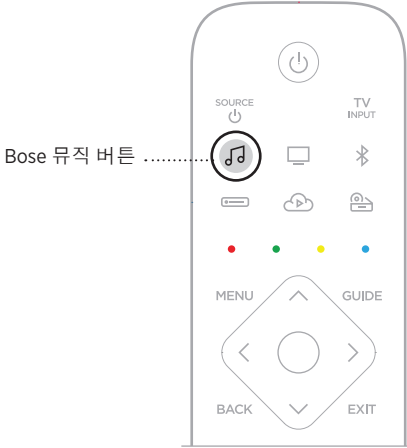 SOURCE
TV
INPUT
Bose 뮤직 버튼
MENU
GUIDE
BACK
EXIT